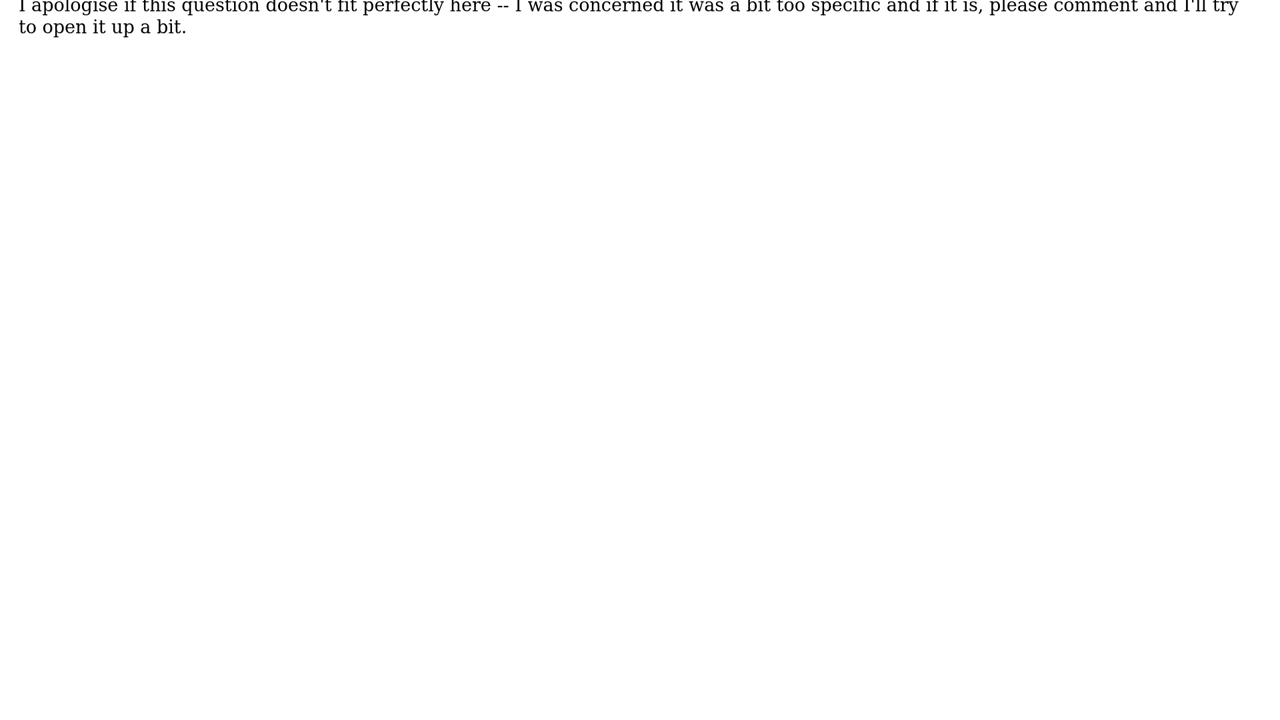 I apologise if this question doesn't fit perfectly here -- I was concerned it was a bit too specific and if it is, please comment and I'll try
to open it up a bit.